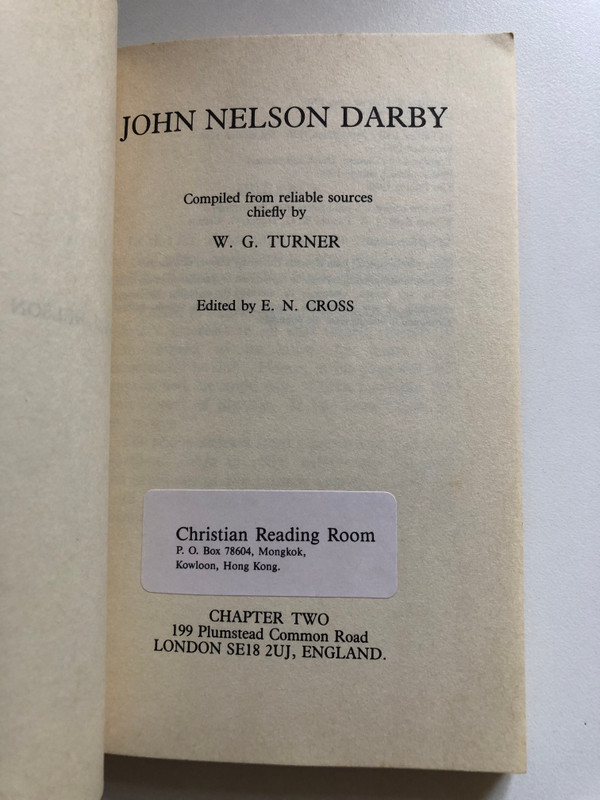 JOHN NELSON DARBY
Compiled from reliable sources
chiefly by
W. G. TURNER
Edited by E. N. CROSS
Christian Reading Room
P. O. Box 78604, Mongkok,
Kowloon, Hong Kong.
CHAPTER TWO
199 Plumstead Common Road
LONDON SE18 2UJ, ENGLAND.